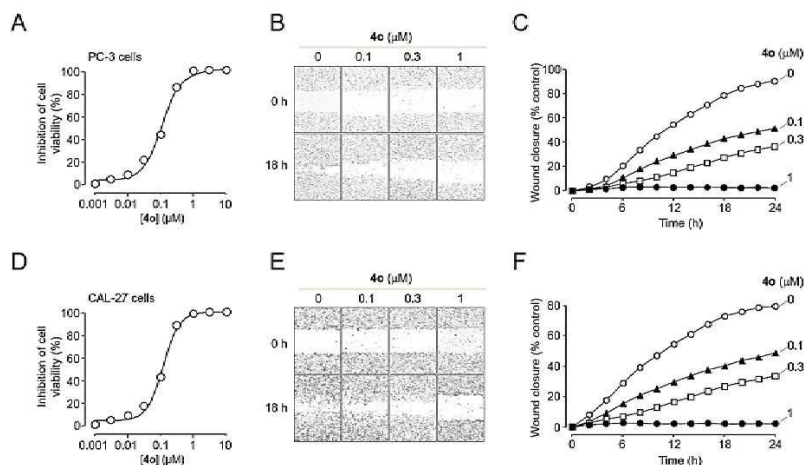 A
PC-3 cells
Inhibition of cell
viability (%)
100
80
60
40
20
0
0.001 0.01 0.1 1 10
[4o] (µM)
B
4o (µM)
0 0.1 0.3 1
0 h
18 h
C
4o (µM)
Wound closure (% control)
100
80
60
40
20
0
0
0.1
0.3
1
0 6 12 18 24
Time (h)
D
CAL-27 cells
Inhibition of cell
viability (%)
100
80
60
40
20
0
0.001 0.01 0.1 1 10
[4o] (µM)
E
4o (µM)
0 0.1 0.3 1
0 h
18 h
F
4o (µM)
Wound closure (% control)
80
60
40
20
0
0
0.1
0.3
1
0 6 12 18 24
Time (h)